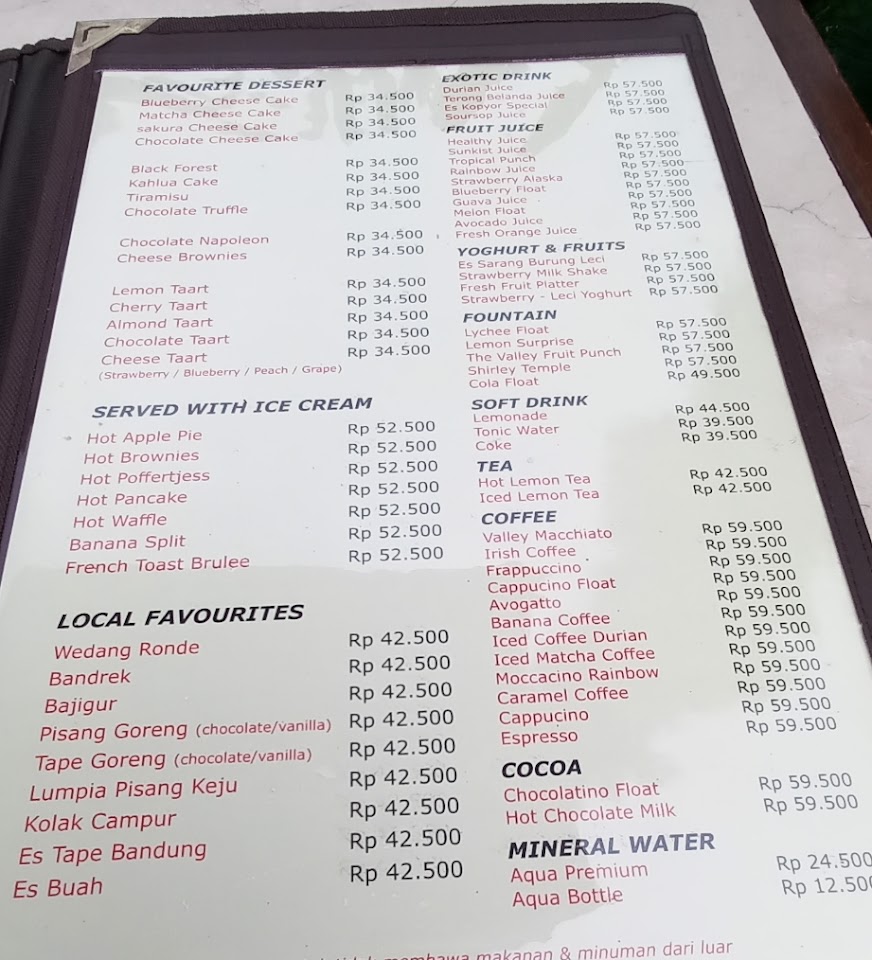 FAVOURITE DESSERT
Blueberry Cheese Cake Rp 34.500
Matcha Cheese Cake Rp 34.500
sakura Cheese Cake Rp 34.500
Chocolate Cheese Cake Rp 34.500
Black Forest Rp 34.500
Kahlua Cake Rp 34.500
Tiramisu Rp 34.500
Chocolate Truffle Rp 34.500
Chocolate Napoleon Rp 34.500
Cheese Brownies Rp 34.500
Lemon Taart Rp 34.500
Cherry Taart Rp 34.500
Almond Taart Rp 34.500
Chocolate Taart Rp 34.500
Cheese Taart Rp 34.500
(Strawberry / Blueberry / Peach / Grape)
SERVED WITH ICE CREAM
Hot Apple Pie Rp 52.500
Hot Brownies Rp 52.500
Hot Poffertjess Rp 52.500
Hot Pancake Rp 52.500
Hot Waffle Rp 52.500
Banana Split Rp 52.500
French Toast Brulee Rp 52.500
LOCAL FAVOURITES
Wedang Ronde Rp 42.500
Bandrek Rp 42.500
Bajigur Rp 42.500
Pisang Goreng (chocolate/vanilla) Rp 42.500
Tape Goreng (chocolate/vanilla) Rp 42.500
Lumpia Pisang Keju Rp 42.500
Kolak Campur Rp 42.500
Es Tape Bandung Rp 42.500
Es Buah Rp 42.500
EXOTIC DRINK
Durian Juice Rp 57.500
Terong Belanda Juice Rp 57.500
Es Kopyor Special Rp 57.500
Soursop Juice Rp 57.500
FRUIT JUICE
Healthy Juice Rp 57.500
Sunkist Juice Rp 57.500
Tropical Punch Rp 57.500
Rainbow Juice Rp 57.500
Strawberry Alaska Rp 57.500
Blueberry Float Rp 57.500
Guava Juice Rp 57.500
Melon Float Rp 57.500
Avocado Juice Rp 57.500
Fresh Orange Juice Rp 57.500
YOGHURT & FRUITS
Es Sarang Burung Leci Rp 57.500
Strawberry Milk Shake Rp 57.500
Fresh Fruit Platter Rp 57.500
Strawberry - Leci Yoghurt Rp 57.500
FOUNTAIN
Lychee Float Rp 57.500
Lemon Surprise Rp 57.500
The Valley Fruit Punch Rp 57.500
Shirley Temple Rp 57.500
Cola Float Rp 49.500
SOFT DRINK
Lemonade Rp 44.500
Tonic Water Rp 39.500
Coke Rp 39.500
TEA
Hot Lemon Tea Rp 42.500
Iced Lemon Tea Rp 42.500
COFFEE
Valley Macchiato Rp 59.500
Irish Coffee Rp 59.500
Frappuccino Rp 59.500
Cappucino Float Rp 59.500
Avogatto Rp 59.500
Banana Coffee Rp 59.500
Iced Coffee Durian Rp 59.500
Iced Matcha Coffee Rp 59.500
Moccacino Rainbow Rp 59.500
Caramel Coffee Rp 59.500
Cappucino Rp 59.500
Espresso Rp 59.500
COCOA
Chocolatino Float Rp 59.500
Hot Chocolate Milk Rp 59.500
MINERAL WATER
Aqua Premium Rp 24.500
Aqua Bottle Rp 12.500
membawa makanan & minuman dari luar